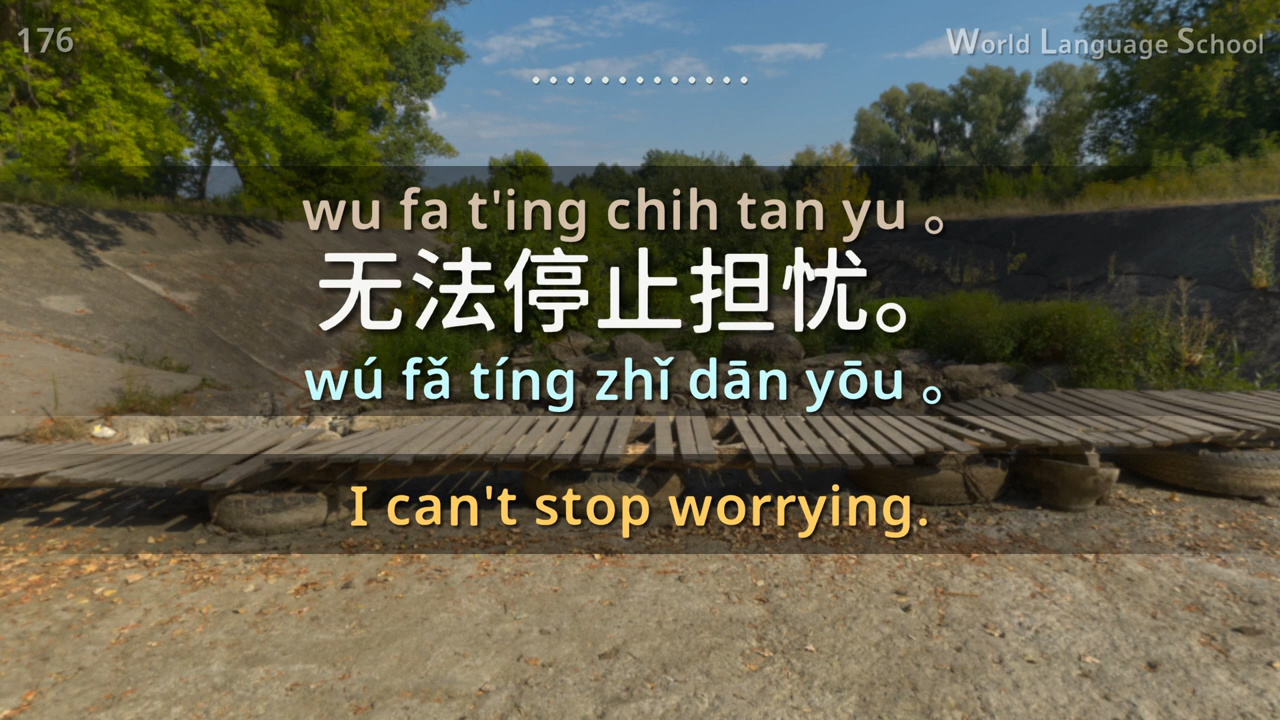 176
World Language School
wu fa t'ing chih tan yu 。
无法停止担忧。
wú fǎ tíng zhǐ dān yōu 。
I can't stop worrying.